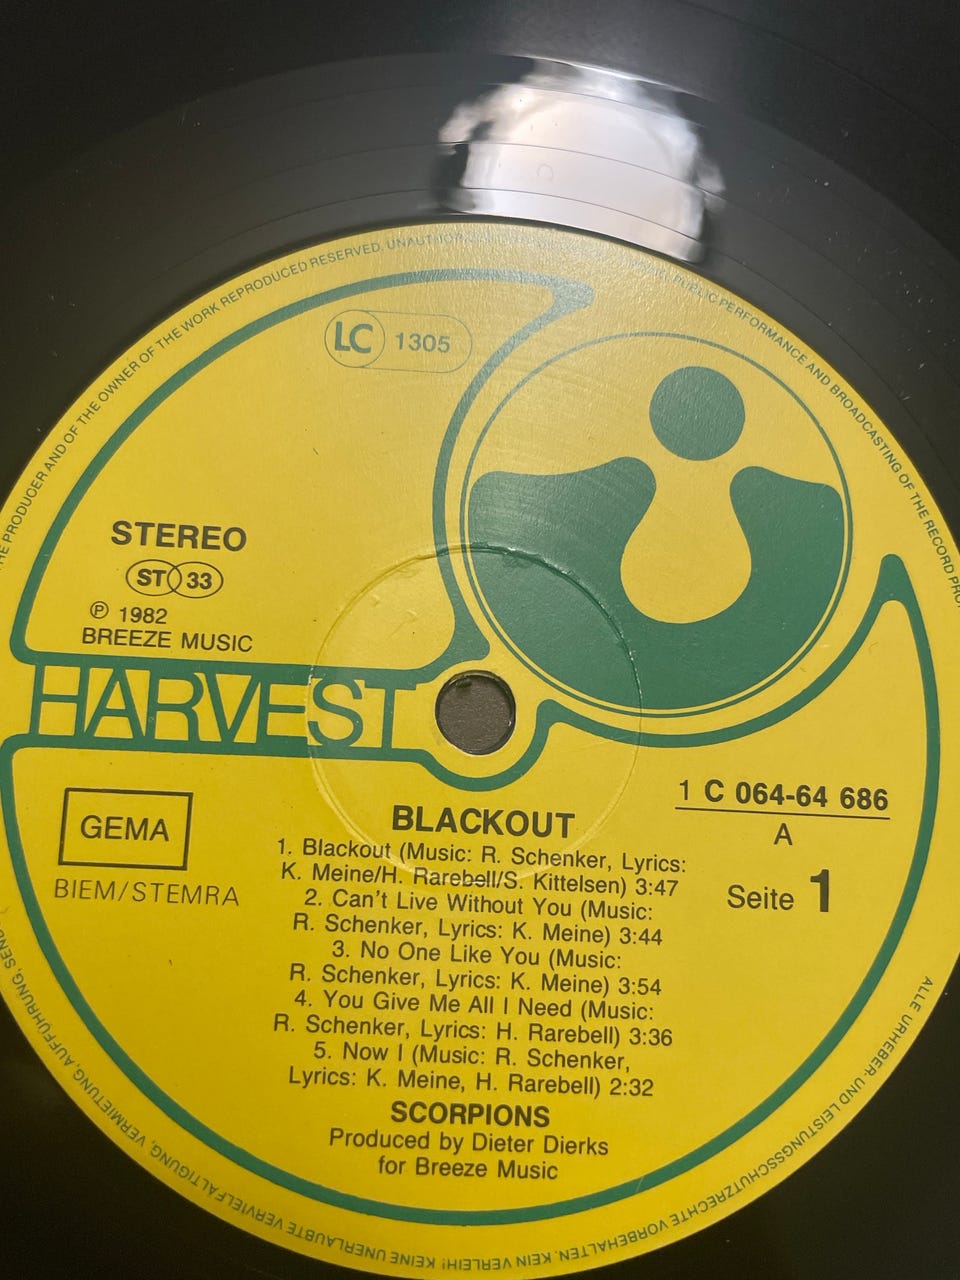 THE PRODUCER AND OF THE OWNER OF THE WORK REPRODUCED RESERVED. PUBLIC PERFORMANCE AND BROADCASTING OF THE RECORD
LC 1305
STEREO
ST 33
℗ 1982
BREEZE MUSIC
HARVEST
GEMA
BIEM/STEMRA
1 C 064-64 686
A
Seite 1
BLACKOUT
1. Blackout (Music: R. Schenker, Lyrics:
K. Meine/H. Rarebell/S. Kittelsen) 3:47
2. Can't Live Without You (Music:
R. Schenker, Lyrics: K. Meine) 3:44
3. No One Like You (Music:
R. Schenker, Lyrics: K. Meine) 3:54
4. You Give Me All I Need (Music:
R. Schenker, Lyrics: H. Rarebell) 3:36
5. Now I (Music: R. Schenker,
Lyrics: K. Meine, H. Rarebell) 2:32
SCORPIONS
Produced by Dieter Dierks
for Breeze Music
ALLE URHEBER- UND LEISTUNGSSCHUTZRECHTE VORBEHALTEN. KEIN VERLEIH! KEINE UNERLAUBTE VERVIELFÄLTIGUNG, VERMIETUNG, AUFFÜHRUNG,